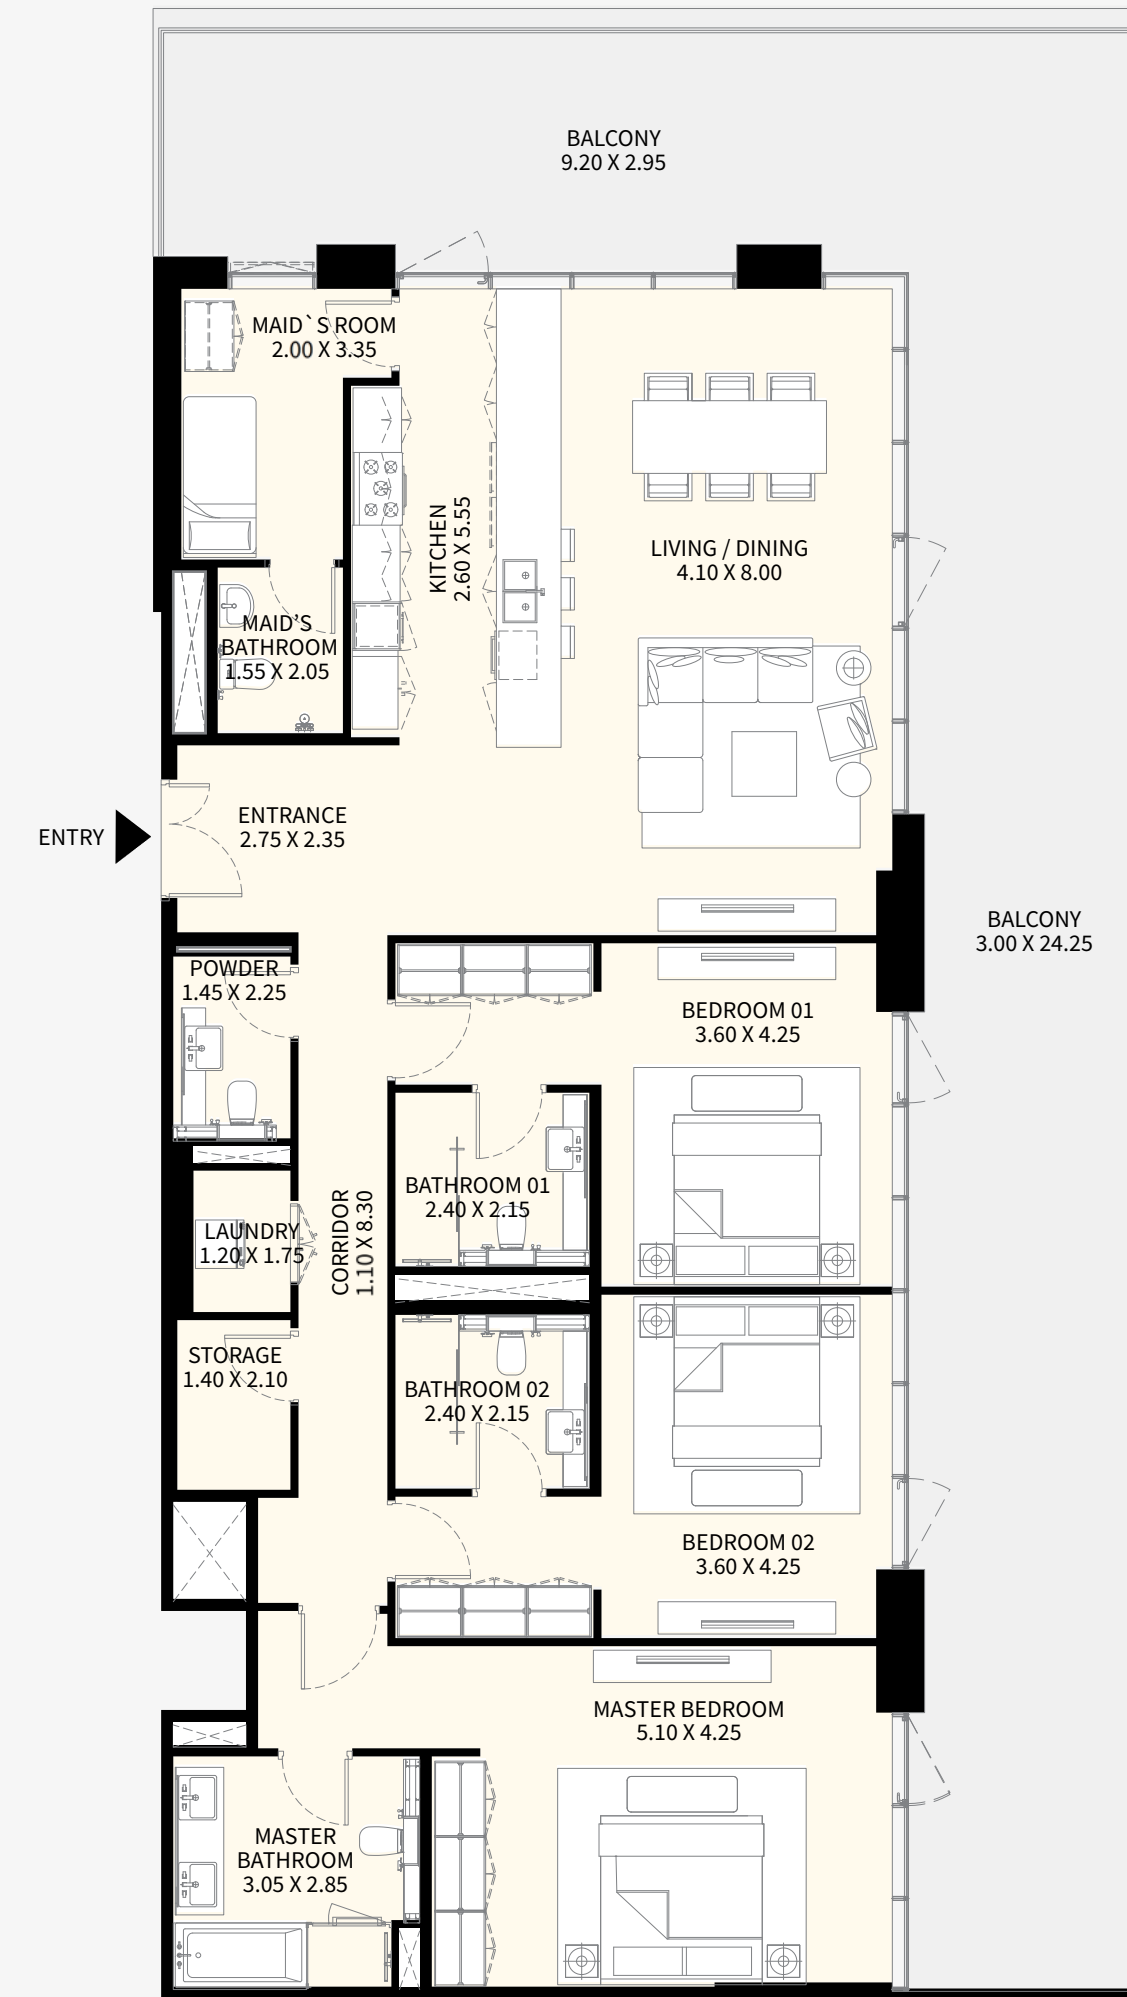 BALCONY
9.20 X 2.95
MAID`S ROOM
2.00 X 3.35
KITCHEN
2.60 X 5.55
LIVING / DINING
4.10 X 8.00
MAID’S
BATHROOM
1.55 X 2.05
ENTRANCE
2.75 X 2.35
ENTRY
BALCONY
3.00 X 24.25
POWDER
1.45 X 2.25
BEDROOM 01
3.60 X 4.25
BATHROOM 01
2.40 X 2.15
CORRIDOR
1.10 X 8.30
LAUNDRY
1.20 X 1.75
STORAGE
1.40 X 2.10
BATHROOM 02
2.40 X 2.15
BEDROOM 02
3.60 X 4.25
MASTER BEDROOM
5.10 X 4.25
MASTER
BATHROOM
3.05 X 2.85